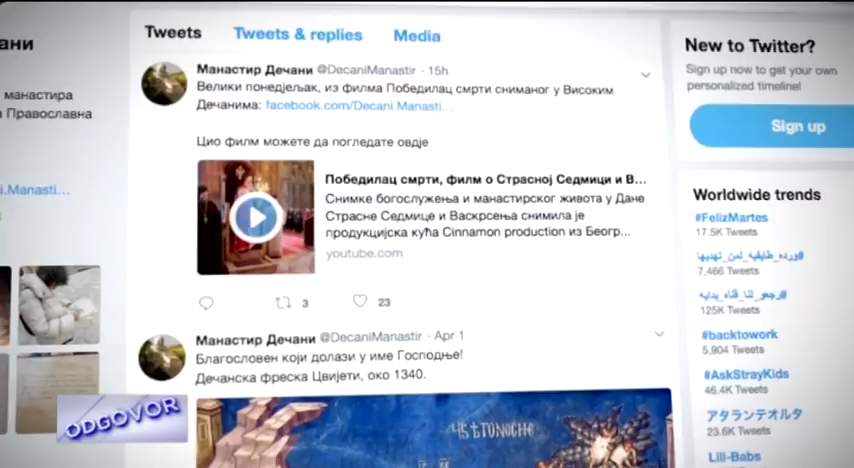 ани
манастира
Православна
i.Manasti...
Tweets
Tweets & replies
Media
Манастир Дечани @DecaniManastir · 15h
Велики понедјељак, из филма Победилац смрти сниманог у Високим
Дечанима: facebook.com/Decani.Manasti...
Цио филм можете да погледате овдје
Победилац смрти, филм о Страсној Седмици и В...
Снимке богослужења и манастирског живота у Дане
Страсне Седмице и Васкрсења снимила је
продукцијска кућа Cinnamon production из Беогр...
youtube.com
3
23
Манастир Дечани @DecaniManastir · Apr 1
Благословен који долази у име Господње!
Дечанска фреска Цвијети, око 1340.
New to Twitter?
Sign up now to get your own
personalized timeline!
Sign up
Worldwide trends
#FelizMartes
17.5K Tweets
#ورده_طايفيه_لمن_تهديها
7,466 Tweets
#رجعو_لنا_قناه_بدايه
125K Tweets
#backtowork
5,904 Tweets
#AskStrayKids
46.4K Tweets
アタランテオルタ
23.6K Tweets
Lill-Babs
ODGOVOR